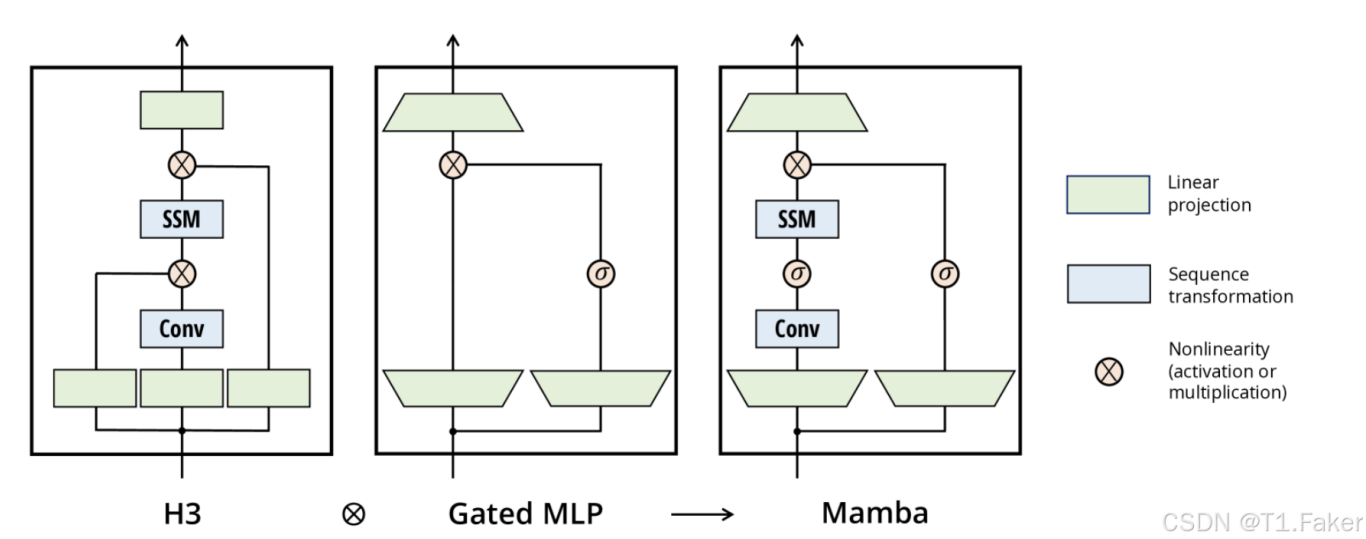 SSM
Conv
σ
SSM
σ
σ
Conv
Linear
projection
Sequence
transformation
Nonlinearity
(activation or
multiplication)
H3 ⊗ Gated MLP → Mamba
CSDN @T1.Faker